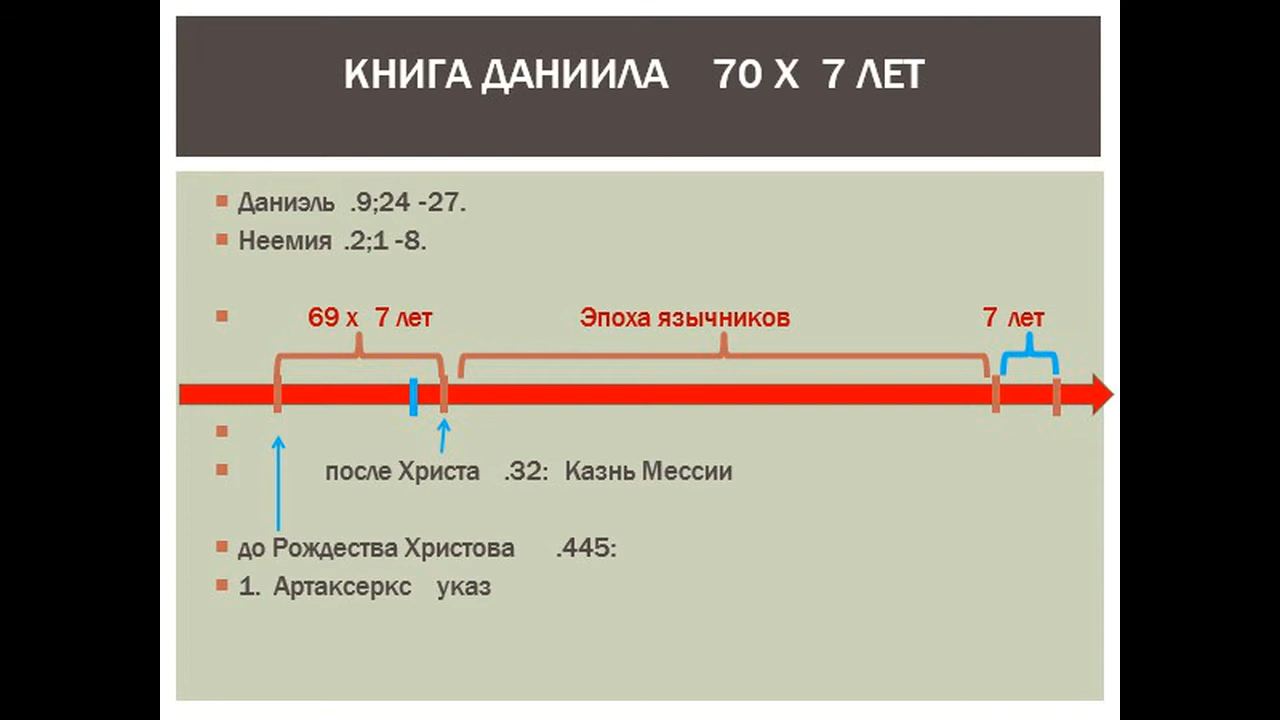 КНИГА ДАНИИЛА 70 Х 7 ЛЕТ
Даниэль .9;24 -27.
Неемия .2;1 -8.
69 х 7 лет Эпоха язычников 7 лет
после Христа .32: Казнь Мессии
до Рождества Христова .445:
1. Артаксеркс указ